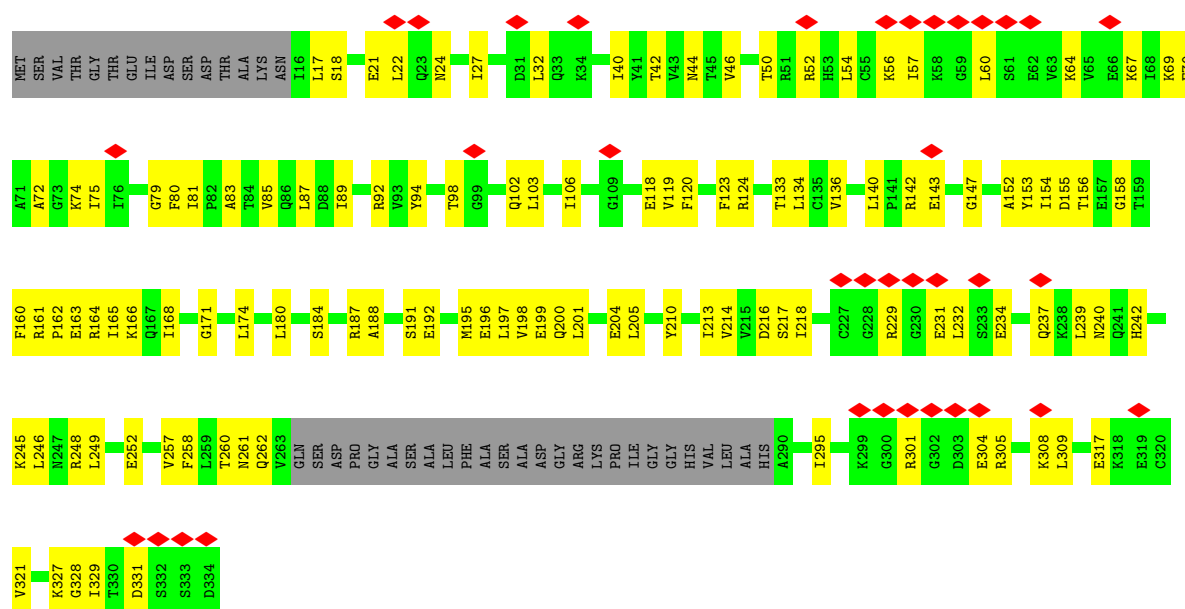 MET SER VAL THR GLY THR GLU ILE ASP SER ASP THR ALA LYS ASN I16 L17 S18 E21 L22 Q23 N24 I27 D31 L32 Q33 K34 I40 Y41 T42 V43 N44 T45 V46 T50 R51 R52 H53 L54 C55 K56 I57 K58 G59 L60 S61 E62 V63 K64 V65 E66 K67 I68 K69
A71 A72 G73 K74 I75 I76 G79 F80 I81 P82 A83 T84 V85 Q86 L87 D88 I89 R92 V93 Y94 T98 G99 Q102 L103 I106 G109 E118 V119 F120 F123 R124 T133 L134 C135 V136 L140 P141 R142 E143 G147 A152 Y153 I154 D155 T156 E157 G158 T159
F160 R161 P162 E163 R164 I165 K166 Q167 I168 G171 L174 L180 S184 R187 A188 S191 E192 M195 E196 L197 V198 E199 Q200 L201 E204 L205 Y210 I213 V214 V215 D216 S217 I218 C227 G228 R229 G230 E231 L232 S233 E234 Q237 K238 L239 N240 Q241 H242
K245 L246 N247 R248 L249 E252 V257 F258 L259 T260 N261 Q262 V263 GLN SER ASP PRO GLY ALA SER ALA LEU PHE ALA SER ALA ASP GLY ARG LYS PRO ILE GLY GLY HIS VAL LEU ALA HIS A290 I295 K299 G300 R301 G302 D303 E304 R305 K308 L309 E317 K318 E319 C320
V321 K327 G328 I329 T330 D331 S332 S333 D334